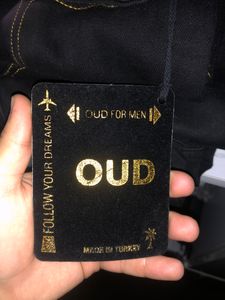 OUD FOR MEN
FOLLOW YOUR DREAMS
OUD
MADE IN TURKEY